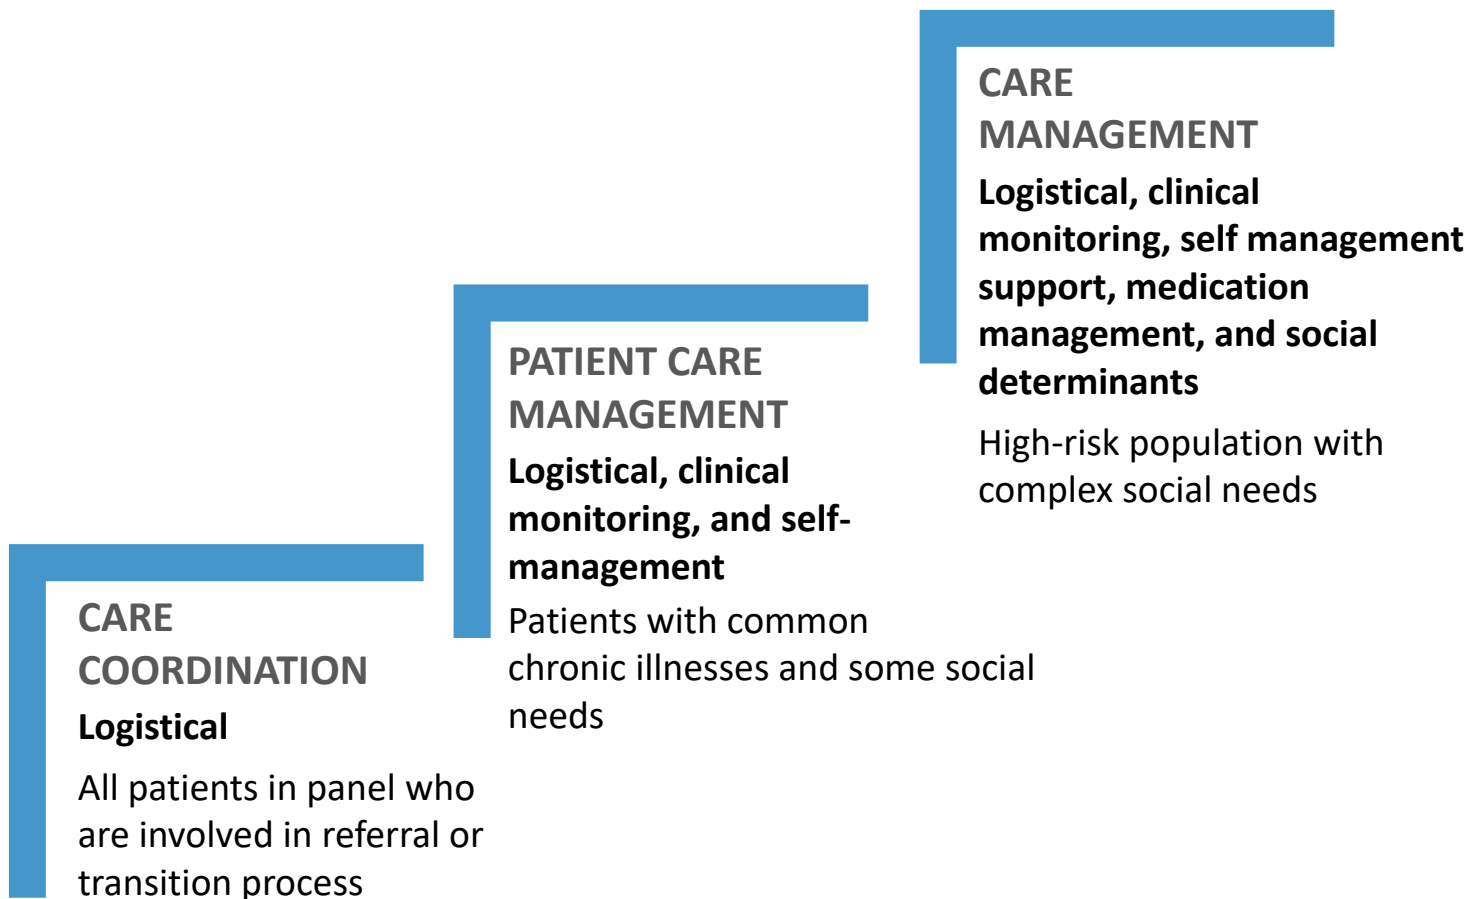 CARE
COORDINATION
Logistical
All patients in panel who
are involved in referral or
transition process
PATIENT CARE
MANAGEMENT
Logistical, clinical
monitoring, and self-
management
Patients with common
chronic illnesses and some social
needs
CARE
MANAGEMENT
Logistical, clinical
monitoring, self management
support, medication
management, and social
determinants
High-risk population with
complex social needs